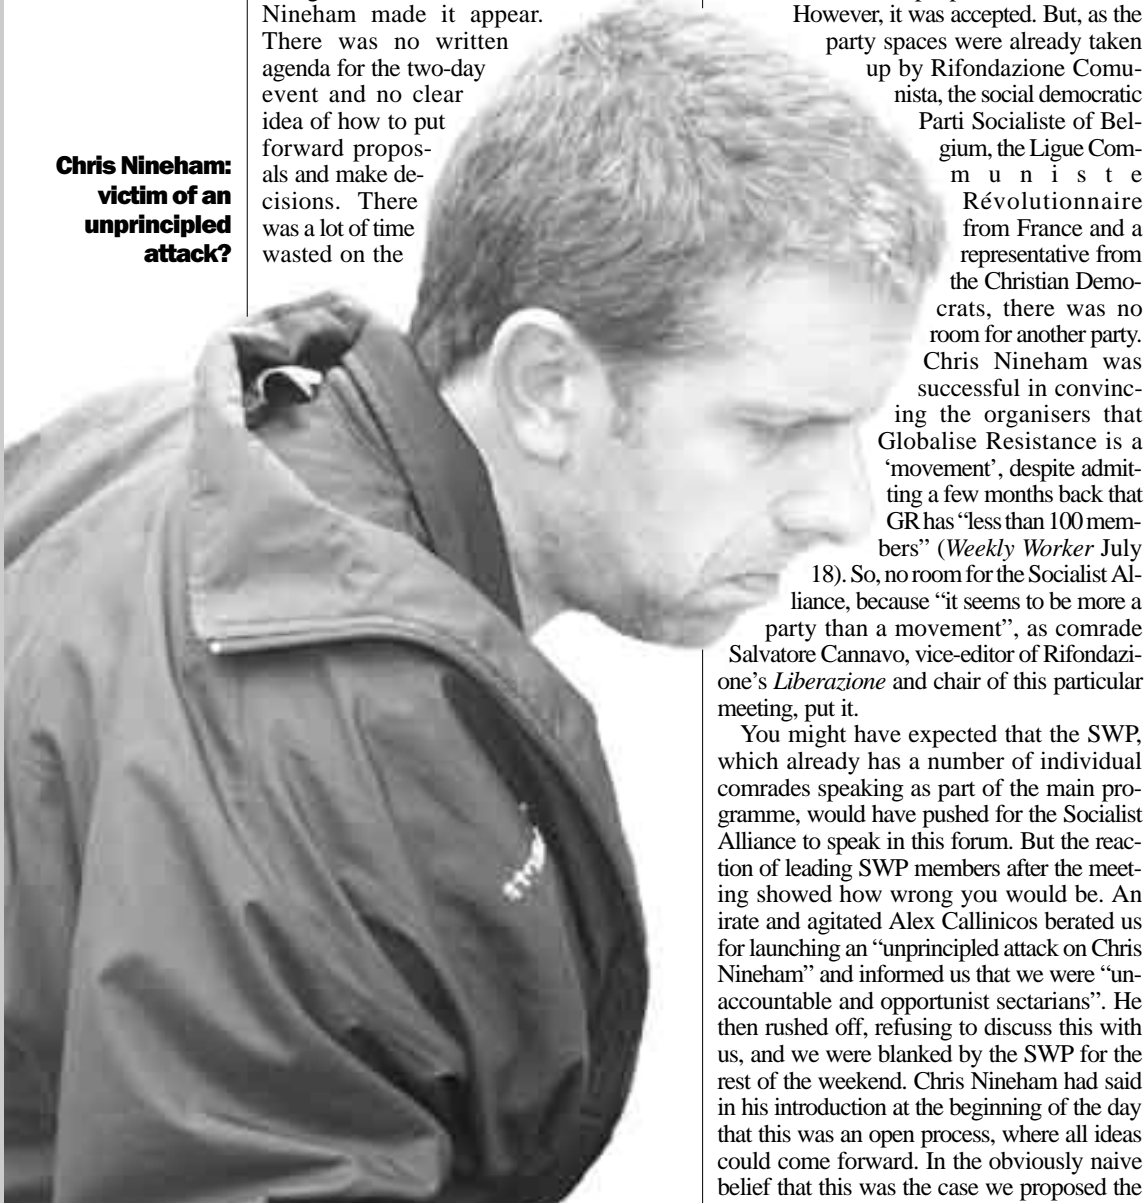 Chris Nineham:
victim of an
unprincipled
attack?
Nineham made it appear.
There was no written
agenda for the two-day
event and no clear
idea of how to put
forward propos-
als and make de-
cisions. There
was a lot of time
wasted on the
However, it was accepted. But, as the
party spaces were already taken
up by Rifondazione Comu-
nista, the social democratic
Parti Socialiste of Bel-
gium, the Ligue Com-
muniste
Révolutionnaire
from France and a
representative from
the Christian Demo-
crats, there was no
room for another party.
Chris Nineham was
successful in convinc-
ing the organisers that
Globalise Resistance is a
‘movement’, despite admit-
ting a few months back that
GR has “less than 100 mem-
bers” (Weekly Worker July
18). So, no room for the Socialist Al-
liance, because “it seems to be more a
party than a movement”, as comrade
Salvatore Cannavo, vice-editor of Rifondazi-
one’s Liberazione and chair of this particular
meeting, put it.
You might have expected that the SWP,
which already has a number of individual
comrades speaking as part of the main pro-
gramme, would have pushed for the Socialist
Alliance to speak in this forum. But the reac-
tion of leading SWP members after the meet-
ing showed how wrong you would be. An
irate and agitated Alex Callinicos berated us
for launching an “unprincipled attack on Chris
Nineham” and informed us that we were “un-
accountable and opportunist sectarians”. He
then rushed off, refusing to discuss this with
us, and we were blanked by the SWP for the
rest of the weekend. Chris Nineham had said
in his introduction at the beginning of the day
that this was an open process, where all ideas
could come forward. In the obviously naive
belief that this was the case we proposed the